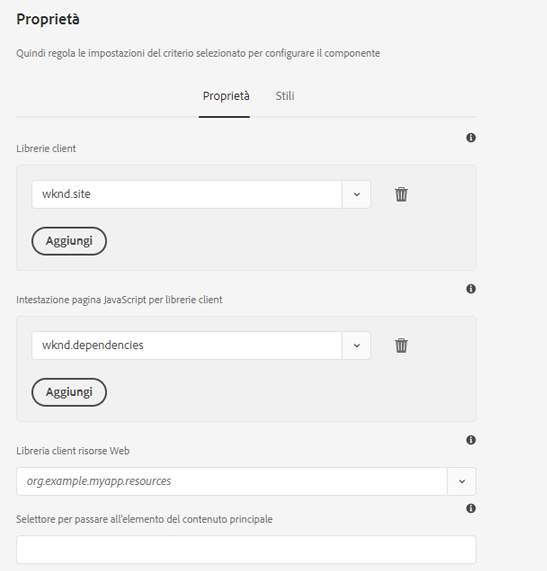 Proprietà
Quindi regola le impostazioni del criterio selezionato per configurare il componente
Proprietà Stili
Librerie client
wknd.site
Aggiungi
Intestazione pagina JavaScript per librerie client
wknd.dependencies
Aggiungi
Libreria client risorse Web
org.example.myapp.resources
Selettore per passare all'elemento del contenuto principale